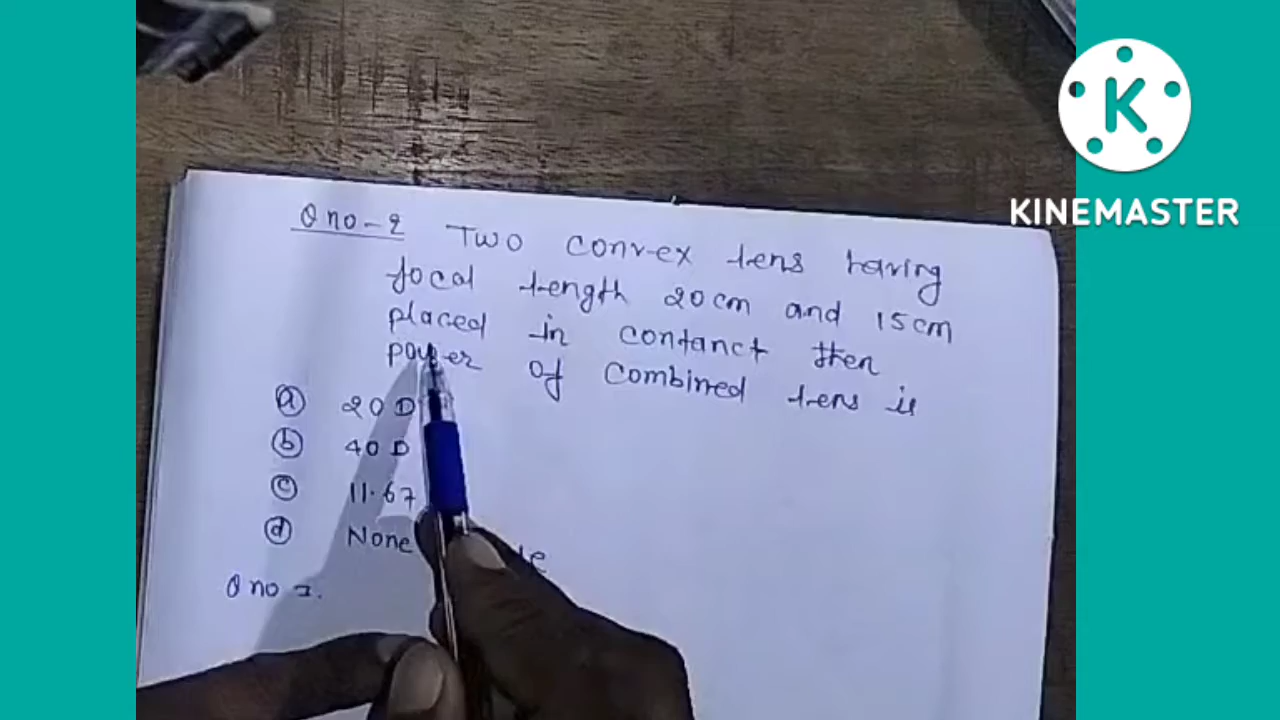 Q no - 2 Two convex lens having
focal length 20cm and 15cm
placed in contanct then
power of combined lens is
(a) 20 D
(b) 40 D
(c) 11.67
(d) None
Q no
KINEMASTER